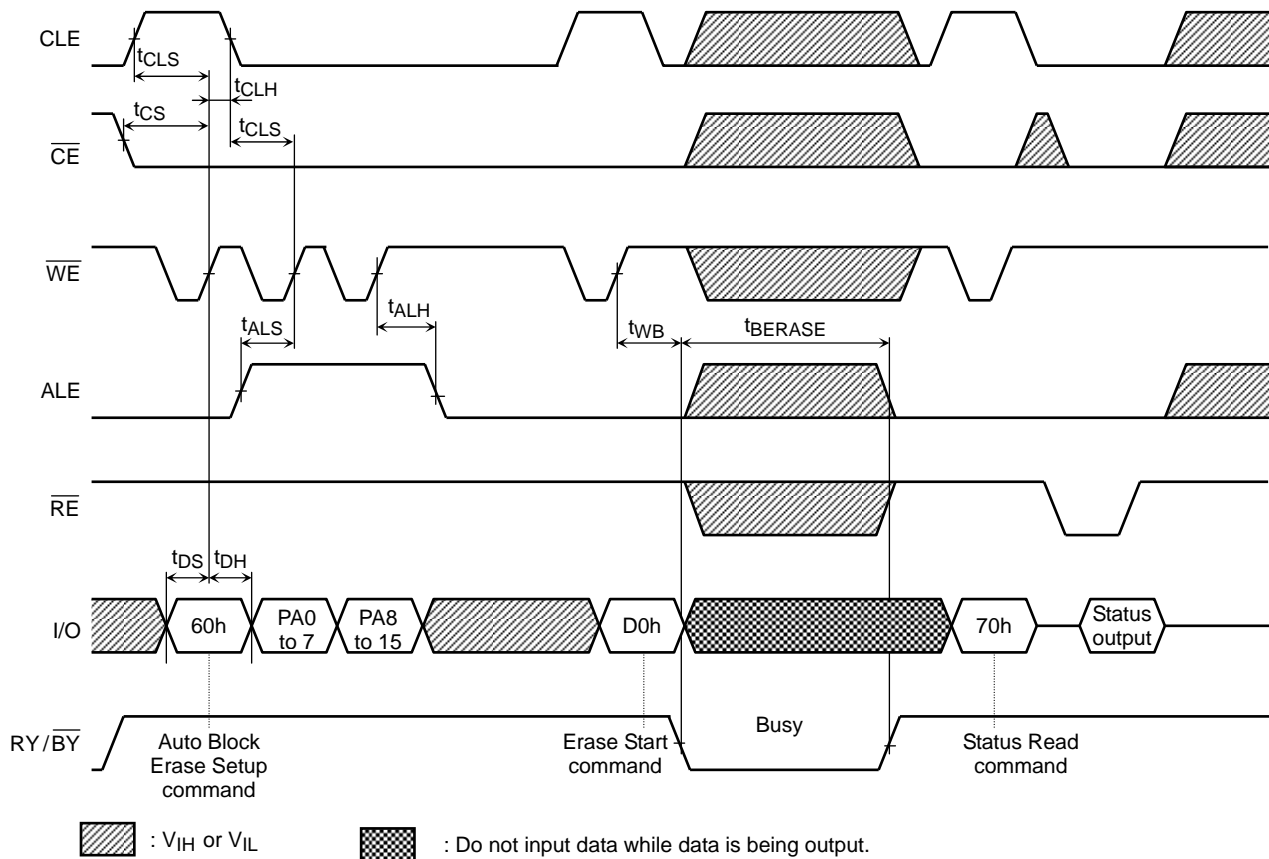 CLE
tCLS
tCLH
tCS
tCLS
CE
WE
tALS
tALH
tWB
tBERASE
ALE
RE
tDS
tDH
I/O
60h
PA0
to 7
PA8
to 15
D0h
70h
Status
output
RY/BY
Busy
Auto Block
Erase Setup
command
Erase Start
command
Status Read
command
: VIH or VIL
: Do not input data while data is being output.